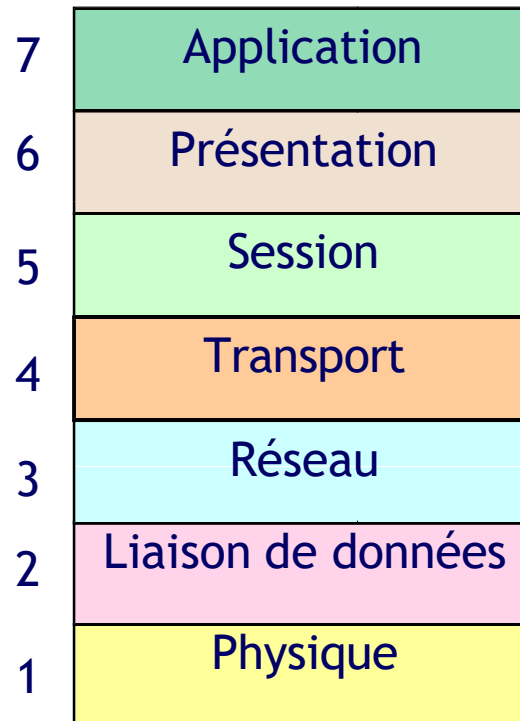 7 Application
6 Présentation
5 Session
4 Transport
3 Réseau
2 Liaison de données
1 Physique